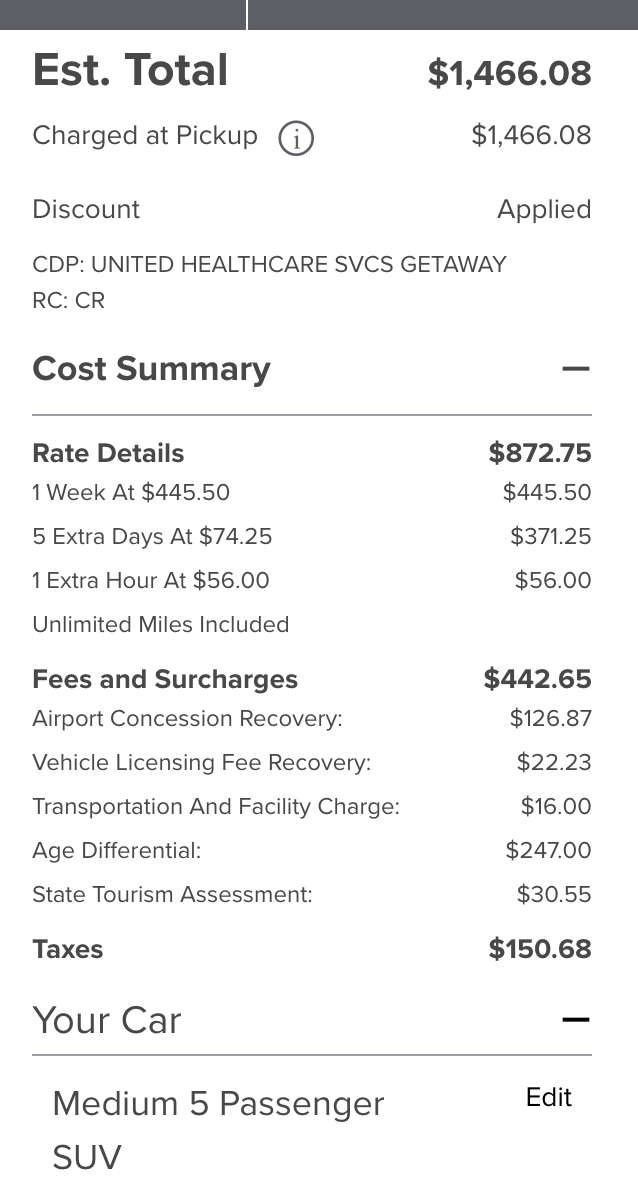 Est. Total $1,466.08
Charged at Pickup i $1,466.08
Discount Applied
CDP: UNITED HEALTHCARE SVCS GETAWAY
RC: CR
Cost Summary –
Rate Details $872.75
1 Week At $445.50 $445.50
5 Extra Days At $74.25 $371.25
1 Extra Hour At $56.00 $56.00
Unlimited Miles Included
Fees and Surcharges $442.65
Airport Concession Recovery: $126.87
Vehicle Licensing Fee Recovery: $22.23
Transportation And Facility Charge: $16.00
Age Differential: $247.00
State Tourism Assessment: $30.55
Taxes $150.68
Your Car –
Medium 5 Passenger Edit
SUV